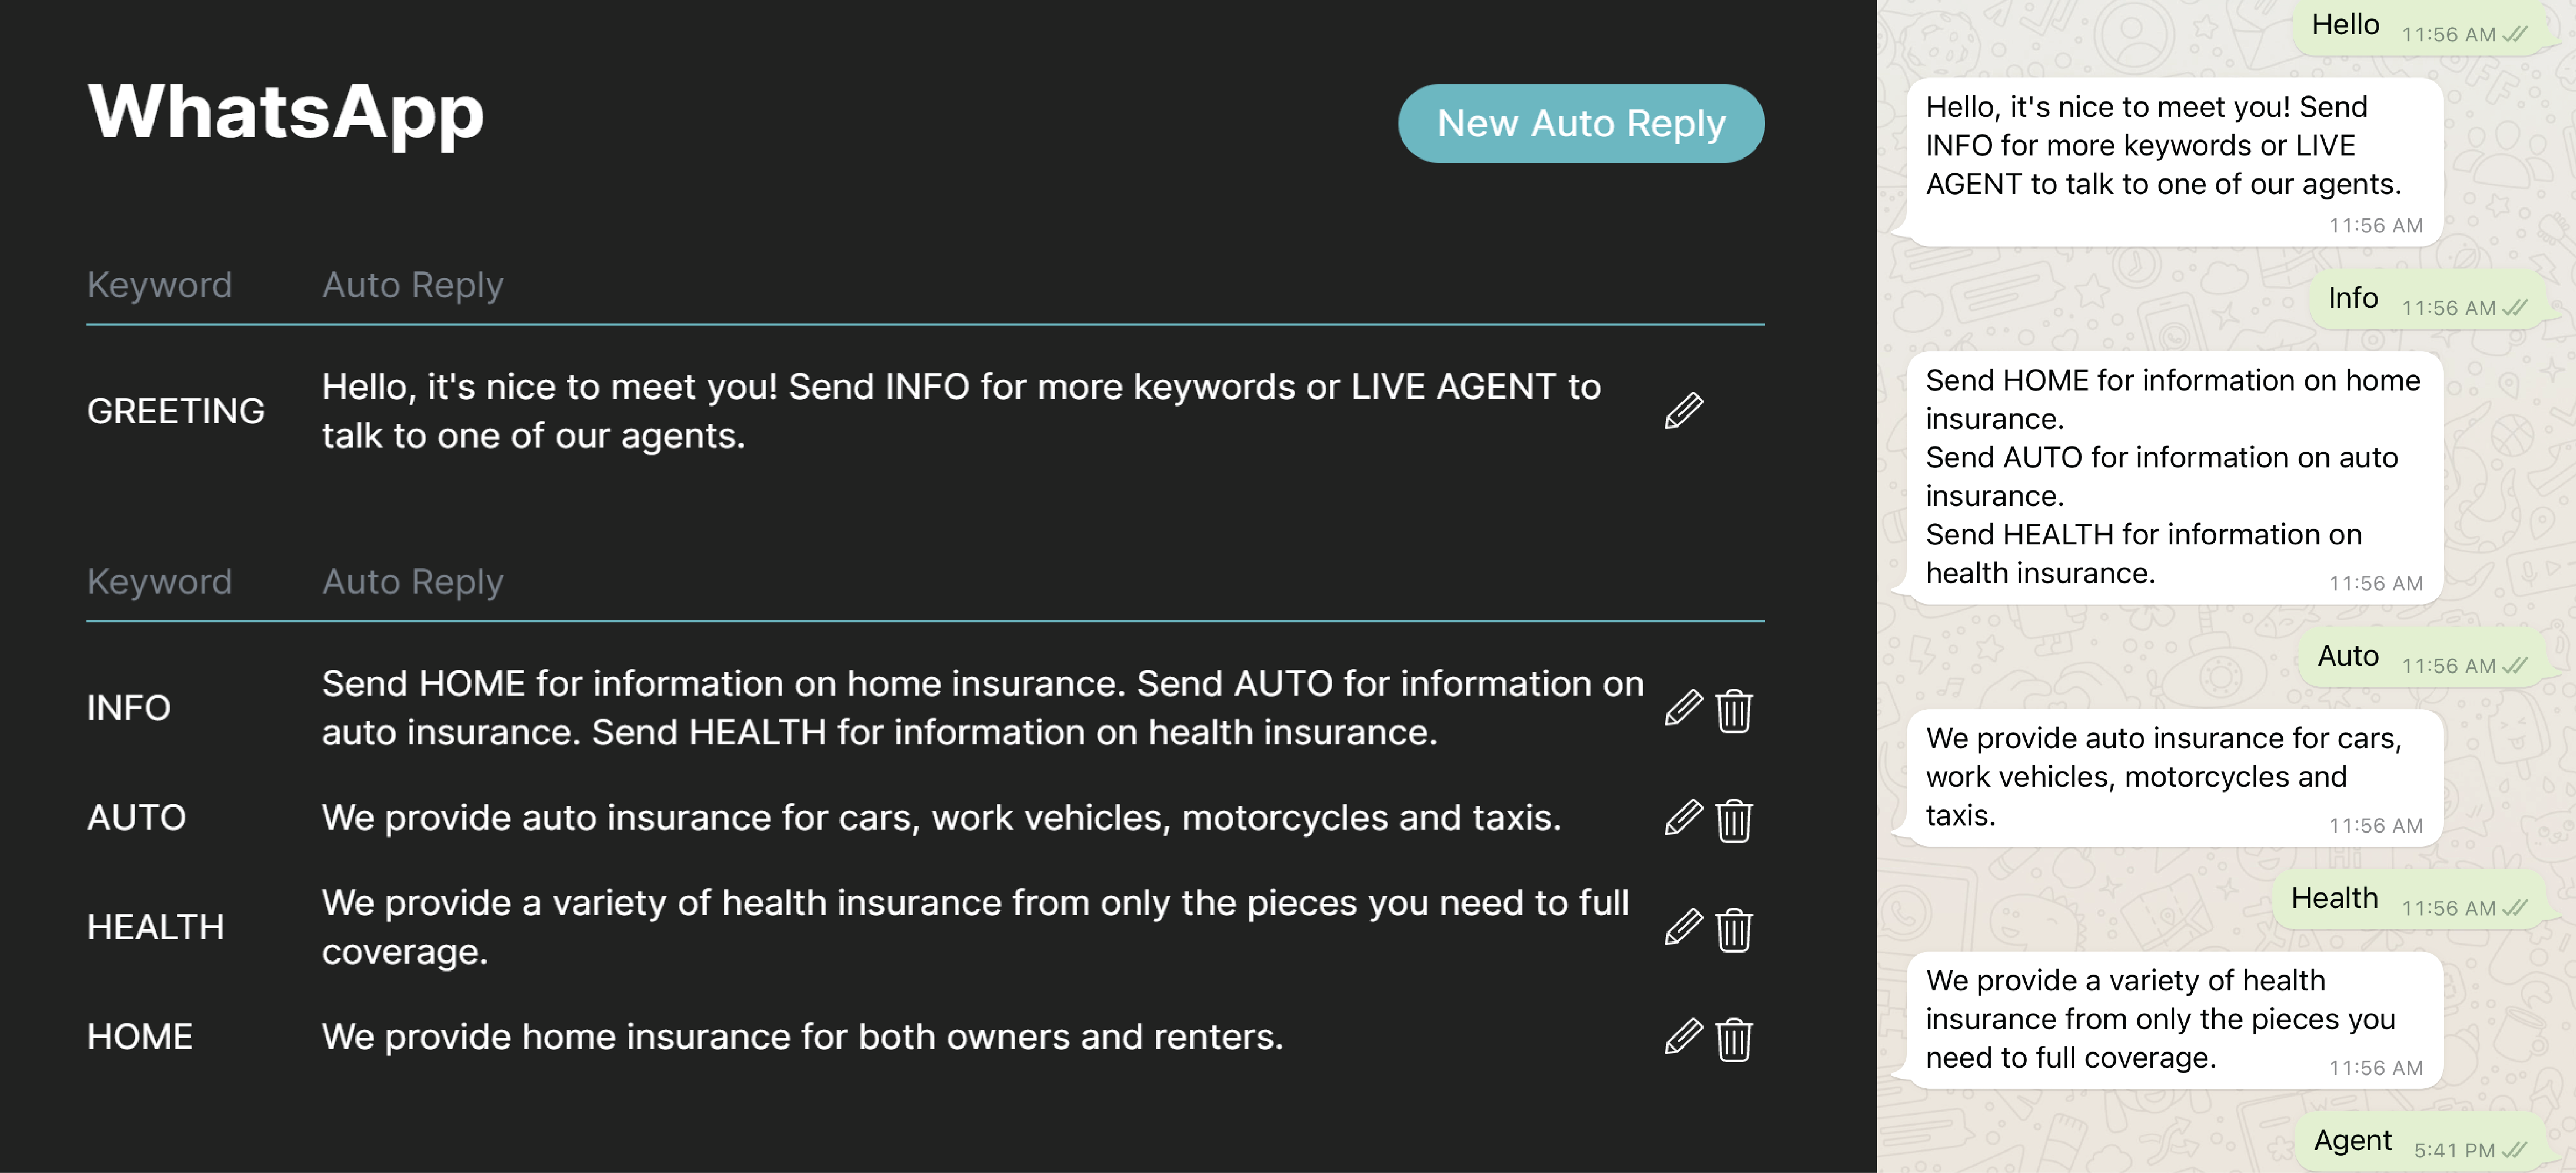 WhatsApp
New Auto Reply
Keyword Auto Reply
GREETING
Hello, it's nice to meet you! Send INFO for more keywords or LIVE AGENT to
talk to one of our agents.
Keyword Auto Reply
INFO
Send HOME for information on home insurance. Send AUTO for information on
auto insurance. Send HEALTH for information on health insurance.
AUTO
We provide auto insurance for cars, work vehicles, motorcycles and taxis.
HEALTH
We provide a variety of health insurance from only the pieces you need to full
coverage.
HOME
We provide home insurance for both owners and renters.
Hello 11:56 AM
Hello, it's nice to meet you! Send
INFO for more keywords or LIVE
AGENT to talk to one of our agents.
11:56 AM
Info 11:56 AM
Send HOME for information on home
insurance.
Send AUTO for information on auto
insurance.
Send HEALTH for information on
health insurance. 11:56 AM
Auto 11:56 AM
We provide auto insurance for cars,
work vehicles, motorcycles and
taxis. 11:56 AM
Health 11:56 AM
We provide a variety of health
insurance from only the pieces you
need to full coverage. 11:56 AM
Agent 5:41 PM